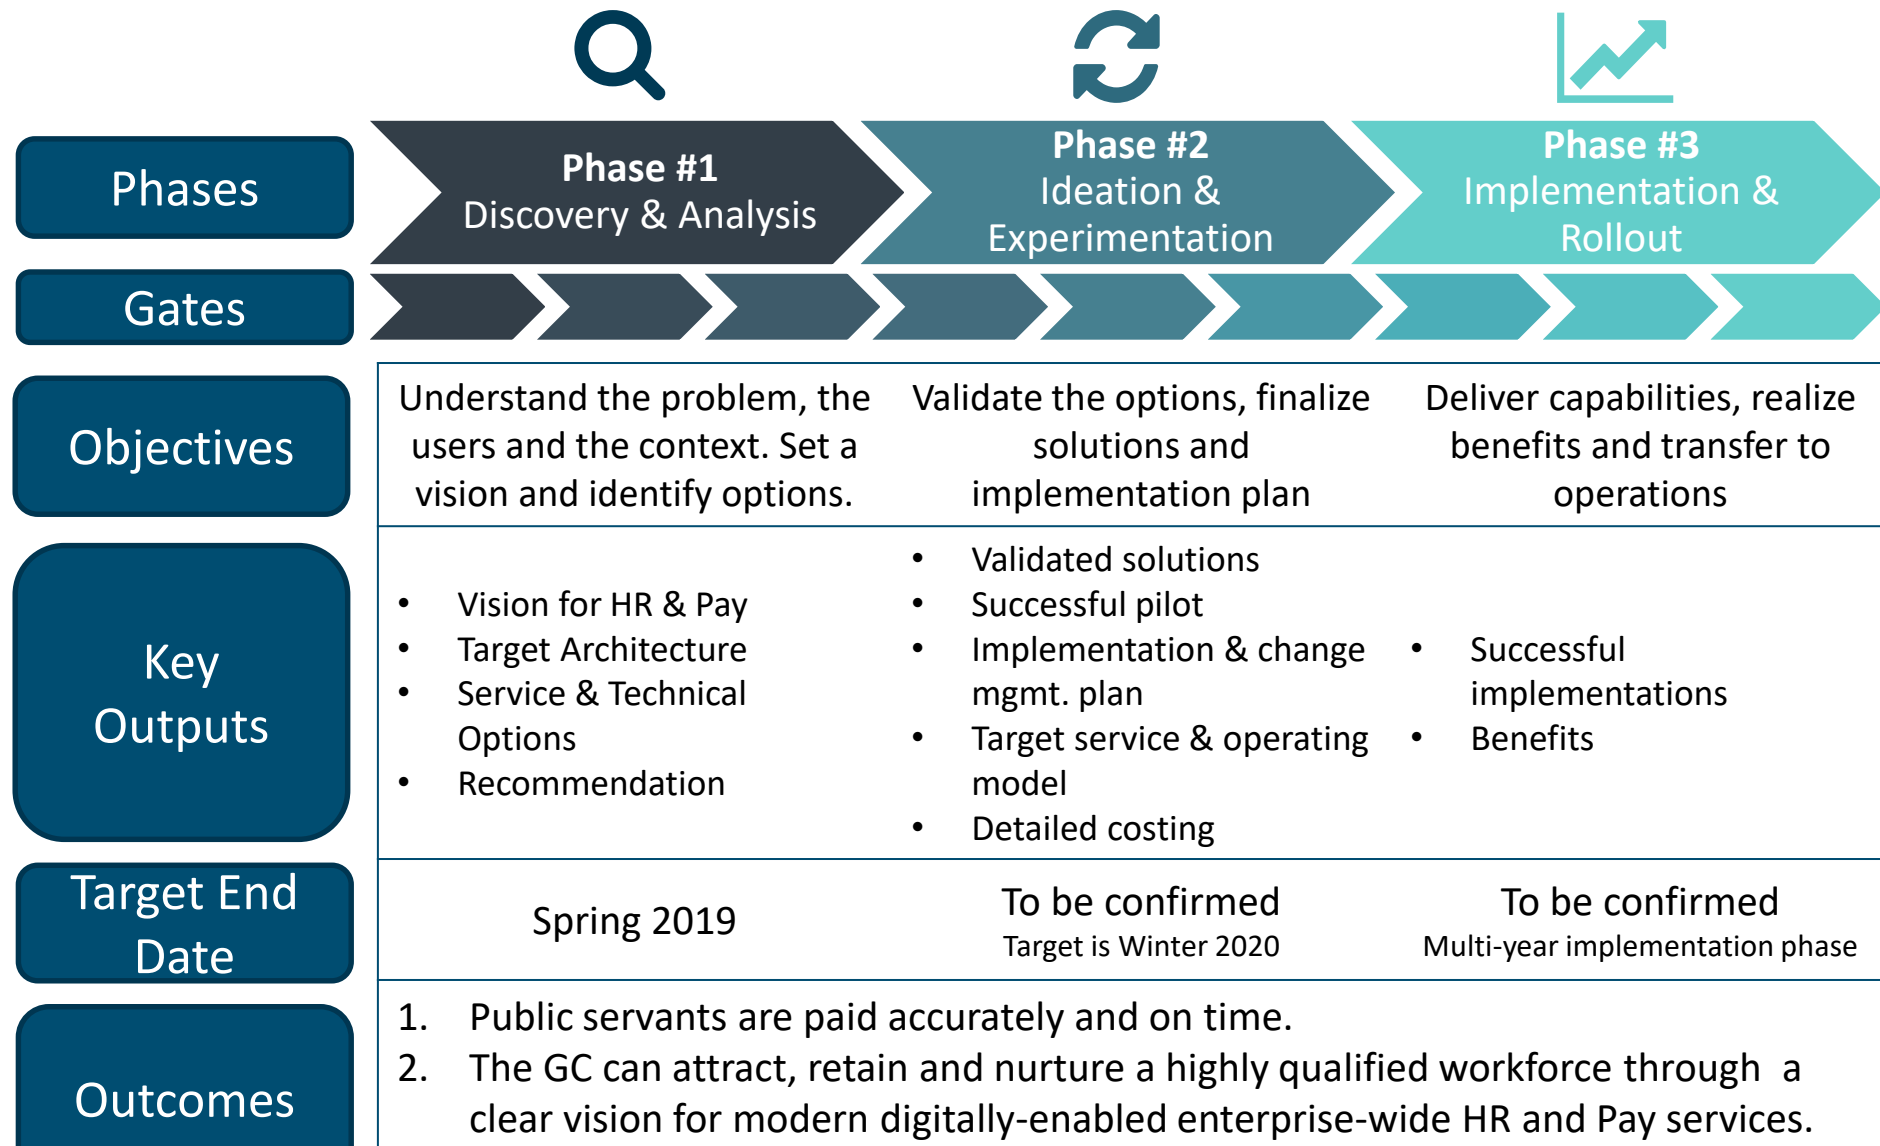 Phases
Phase #1
Discovery & Analysis
Phase #2
Ideation &
Experimentation
Phase #3
Implementation &
Rollout
Gates
Objectives
Understand the problem, the
users and the context. Set a
vision and identify options.
Validate the options, finalize
solutions and
implementation plan
Deliver capabilities, realize
benefits and transfer to
operations
Key
Outputs
• Vision for HR & Pay
• Target Architecture
• Service & Technical
Options
• Recommendation
• Validated solutions
• Successful pilot
• Implementation & change
mgmt. plan
• Target service & operating
model
• Detailed costing
• Successful
implementations
• Benefits
Target End
Date
Spring 2019
To be confirmed
Target is Winter 2020
To be confirmed
Multi-year implementation phase
Outcomes
1. Public servants are paid accurately and on time.
2. The GC can attract, retain and nurture a highly qualified workforce through a
clear vision for modern digitally-enabled enterprise-wide HR and Pay services.